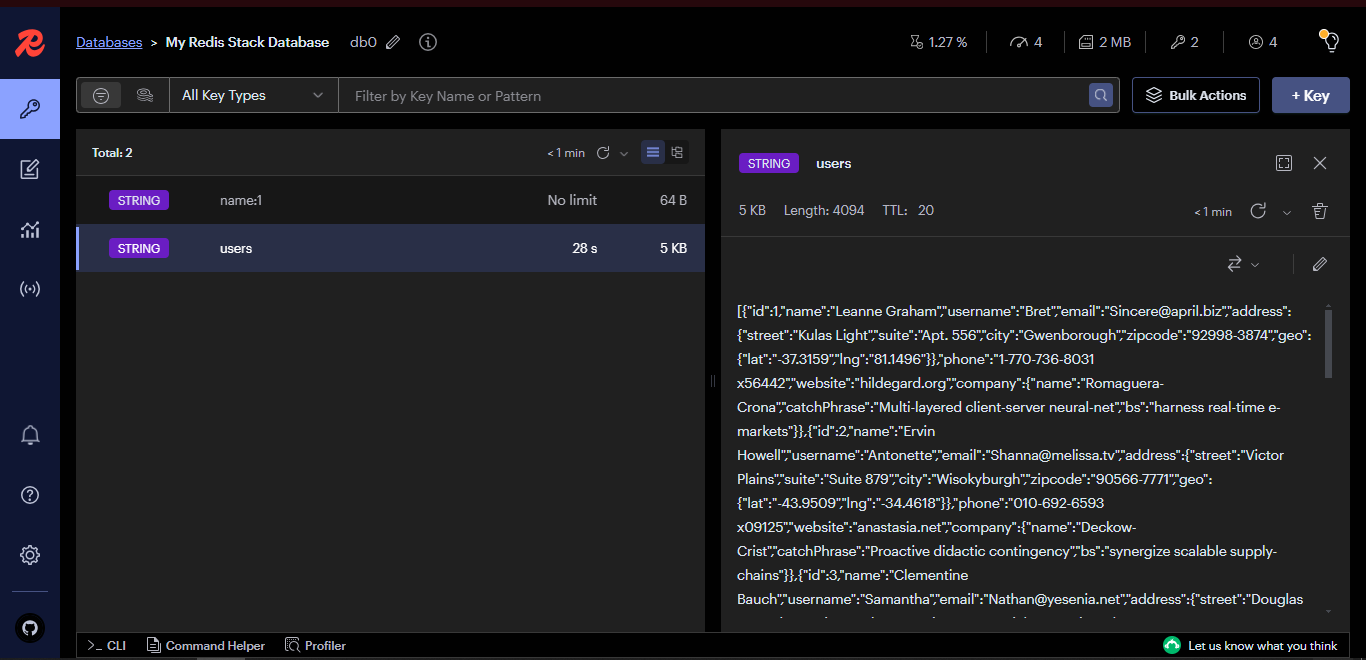 Databases > My Redis Stack Database db0 1.27 % 4 2 MB 2 4
All Key Types Filter by Key Name or Pattern Bulk Actions + Key
Total: 2 < 1 min
STRING name:1 No limit 64 B
STRING users 28 s 5 KB
STRING users
5 KB Length: 4094 TTL: 20 < 1 min
[{"id":1,"name":"Leanne Graham","username":"Bret","email":"Sincere@april.biz","address":
{"street":"Kulas Light","suite":"Apt. 556","city":"Gwenborough","zipcode":"92998-3874","geo":
{"lat":"-37.3159","lng":"81.1496"}},"phone":"1-770-736-8031
x56442","website":"hildegard.org","company":{"name":"Romaguera-
Crona","catchPhrase":"Multi-layered client-server neural-net","bs":"harness real-time e-
markets"}},{"id":2,"name":"Ervin
Howell","username":"Antonette","email":"Shanna@melissa.tv","address":{"street":"Victor
Plains","suite":"Suite 879","city":"Wisokyburgh","zipcode":"90566-7771","geo":
{"lat":"-43.9509","lng":"-34.4618"}},"phone":"010-692-6593
x09125","website":"anastasia.net","company":{"name":"Deckow-
Crist","catchPhrase":"Proactive didactic contingency","bs":"synergize scalable supply-
chains"}},{"id":3,"name":"Clementine
Bauch","username":"Samantha","email":"Nathan@yesenia.net","address":{"street":"Douglas
>_ CLI Command Helper Profiler Let us know what you think